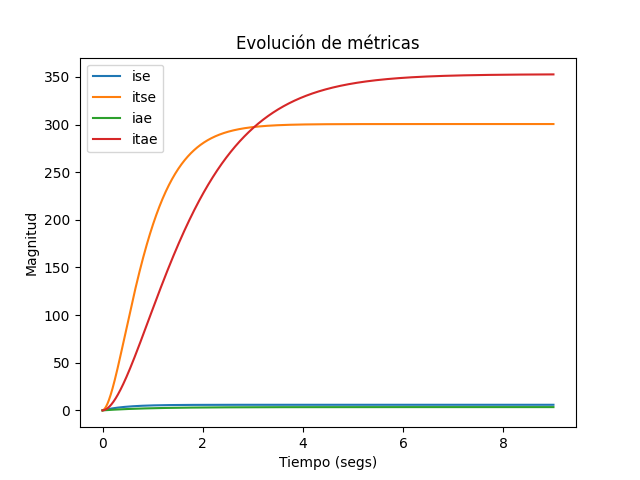 Evolución de métricas
ise
itse
iae
itae
350
300
250
200
150
100
50
0
Magnitud
0 2 4 6 8
Tiempo (segs)